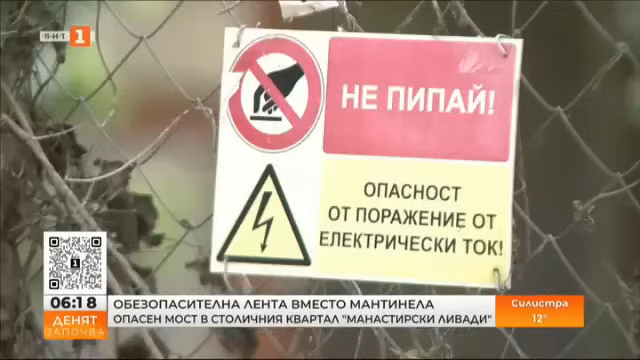 БНТ 1
НЕ ПИПАЙ!
ОПАСНОСТ
ОТ ПОРАЖЕНИЕ ОТ
ЕЛЕКТРИЧЕСКИ ТОК!
06:18
ДЕНЯТ
ЗАПОЧВА
ОБЕЗОПАСИТЕЛНА ЛЕНТА ВМЕСТО МАНТИНЕЛА
ОПАСЕН МОСТ В СТОЛИЧНИЯ КВАРТАЛ "МАНАСТИРСКИ ЛИВАДИ"
Силистра
12°